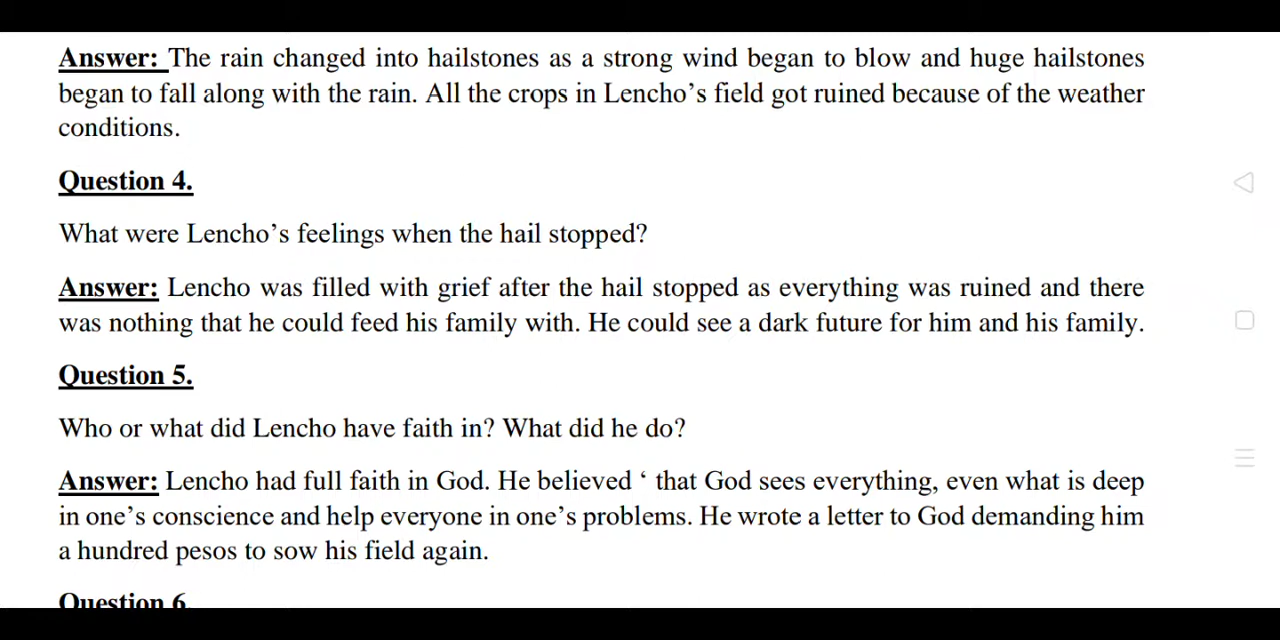 Answer: The rain changed into hailstones as a strong wind began to blow and huge hailstones
began to fall along with the rain. All the crops in Lencho’s field got ruined because of the weather
conditions.
Question 4.
What were Lencho’s feelings when the hail stopped?
Answer: Lencho was filled with grief after the hail stopped as everything was ruined and there
was nothing that he could feed his family with. He could see a dark future for him and his family.
Question 5.
Who or what did Lencho have faith in? What did he do?
Answer: Lencho had full faith in God. He believed ‘ that God sees everything, even what is deep
in one’s conscience and help everyone in one’s problems. He wrote a letter to God demanding him
a hundred pesos to sow his field again.
Question 6